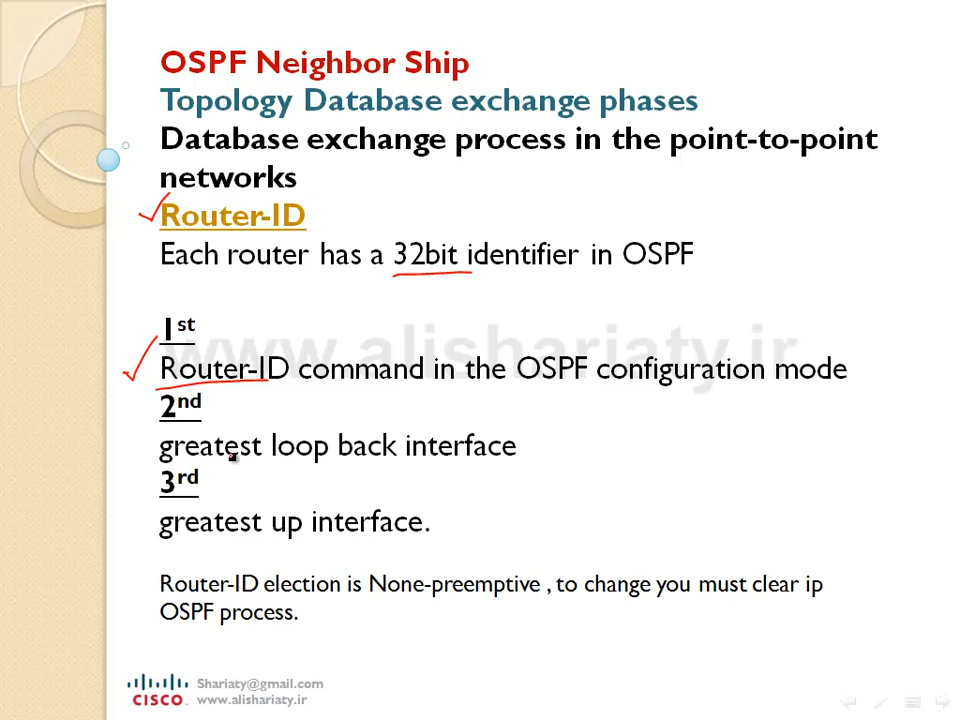 OSPF Neighbor Ship
Topology Database exchange phases
Database exchange process in the point-to-point
networks
Router-ID
Each router has a 32bit identifier in OSPF
1st
www.alishariaty.ir
Router-ID command in the OSPF configuration mode
2nd
greatest loop back interface
3rd
greatest up interface.
Router-ID election is None-preemptive , to change you must clear ip
OSPF process.
CISCO
Shariaty@gmail.com
www.alishariaty.ir